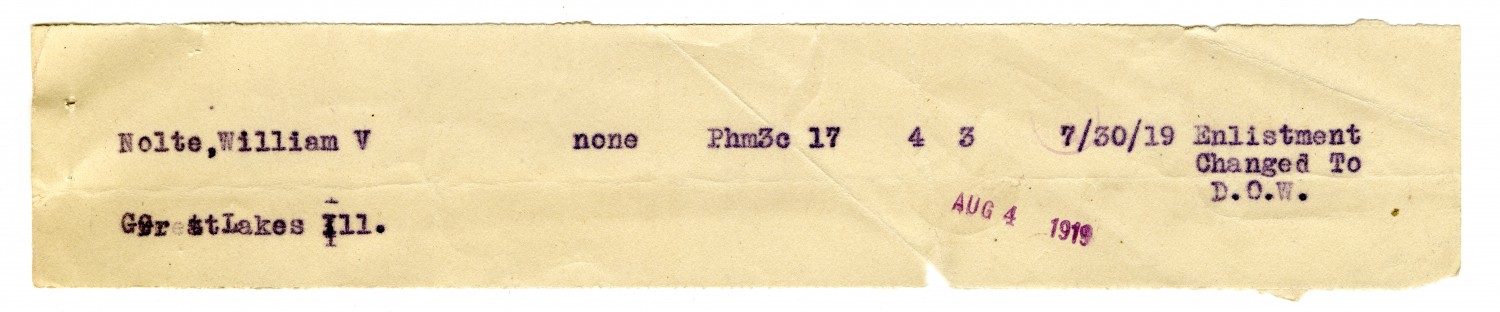 Nolte,William V none Phm3c 17 4 3 7/30/19 Enlistment
Changed To
D.O.W.
Great Lakes Ill.
AUG 4 1919